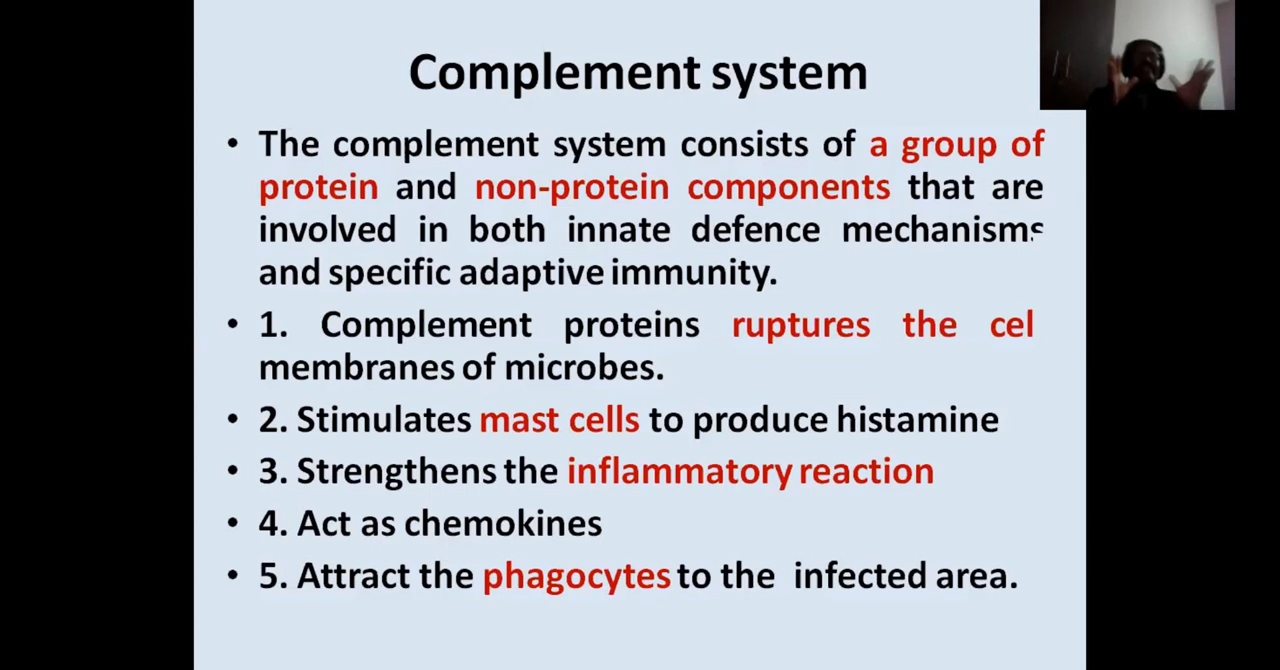 Complement system
• The complement system consists of a group of
protein and non-protein components that are
involved in both innate defence mechanisms
and specific adaptive immunity.
• 1. Complement proteins ruptures the cel
membranes of microbes.
• 2. Stimulates mast cells to produce histamine
• 3. Strengthens the inflammatory reaction
• 4. Act as chemokines
• 5. Attract the phagocytes to the infected area.